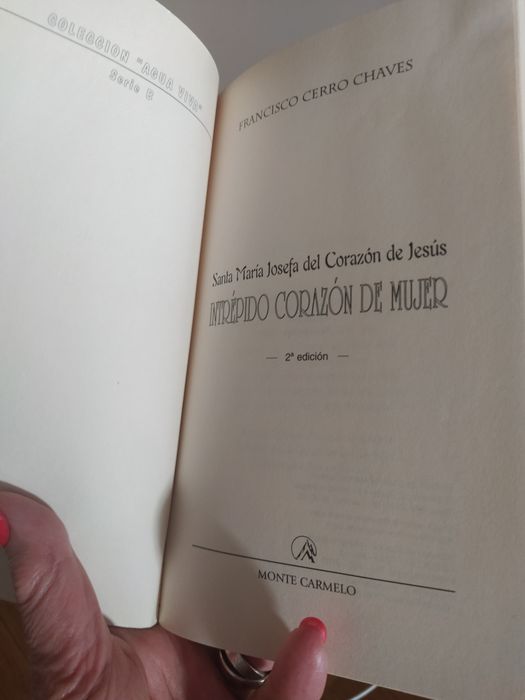 COLECCION "AGUA VIVA"
Serie B
FRANCISCO CERRO CHAVES
Santa María Josefa del Corazón de Jesús
INTRÉPIDO CORAZÓN DE MUJER
— 2ª edición —
MONTE CARMELO